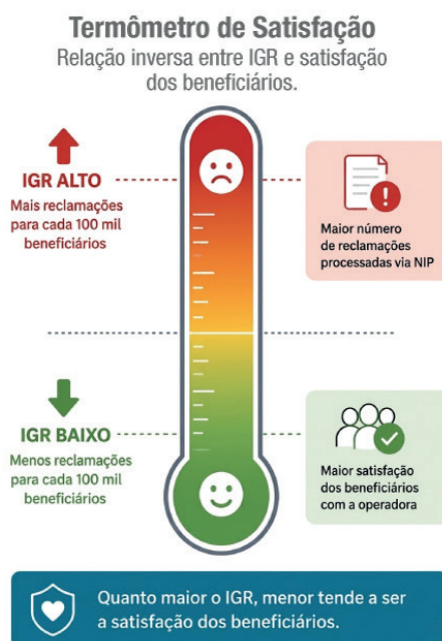 Termômetro de Satisfação
Relação inversa entre IGR e satisfação
dos beneficiários.
IGR ALTO
Mais reclamações
para cada 100 mil
beneficiários
Maior número
de reclamações
processadas via NIP
IGR BAIXO
Menos reclamações
para cada 100 mil
beneficiários
Maior satisfação
dos beneficiários
com a operadora
Quanto maior o IGR, menor tende a ser
a satisfação dos beneficiários.